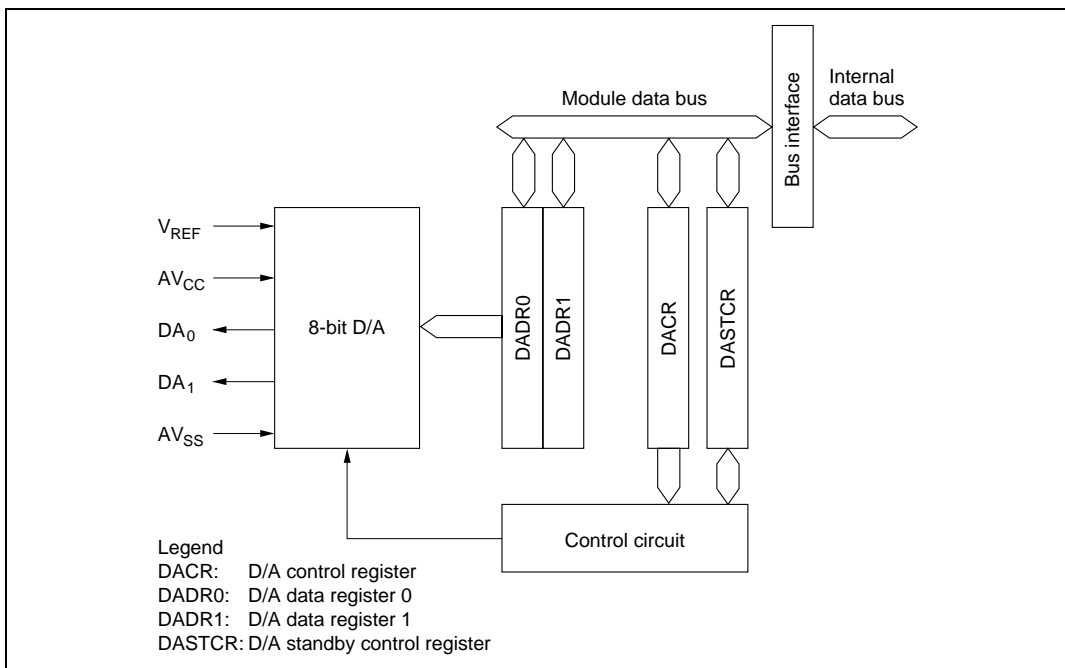 Module data bus
Internal
data bus
Bus interface
V_REF
AV_CC
DA_0
DA_1
AV_SS
8-bit D/A
DADR0
DADR1
DACR
DASTCR
Control circuit
Legend
DACR: D/A control register
DADR0: D/A data register 0
DADR1: D/A data register 1
DASTCR: D/A standby control register